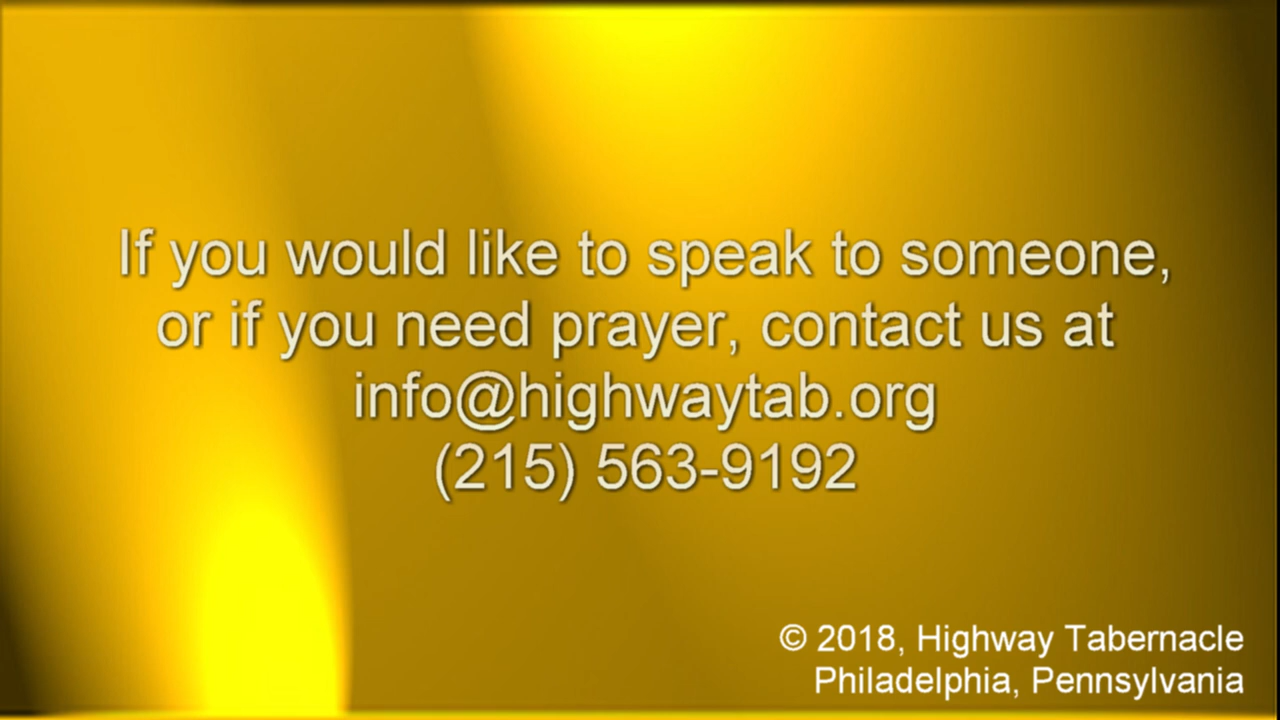 If you would like to speak to someone,
or if you need prayer, contact us at
info@highwaytab.org
(215) 563-9192
© 2018, Highway Tabernacle
Philadelphia, Pennsylvania